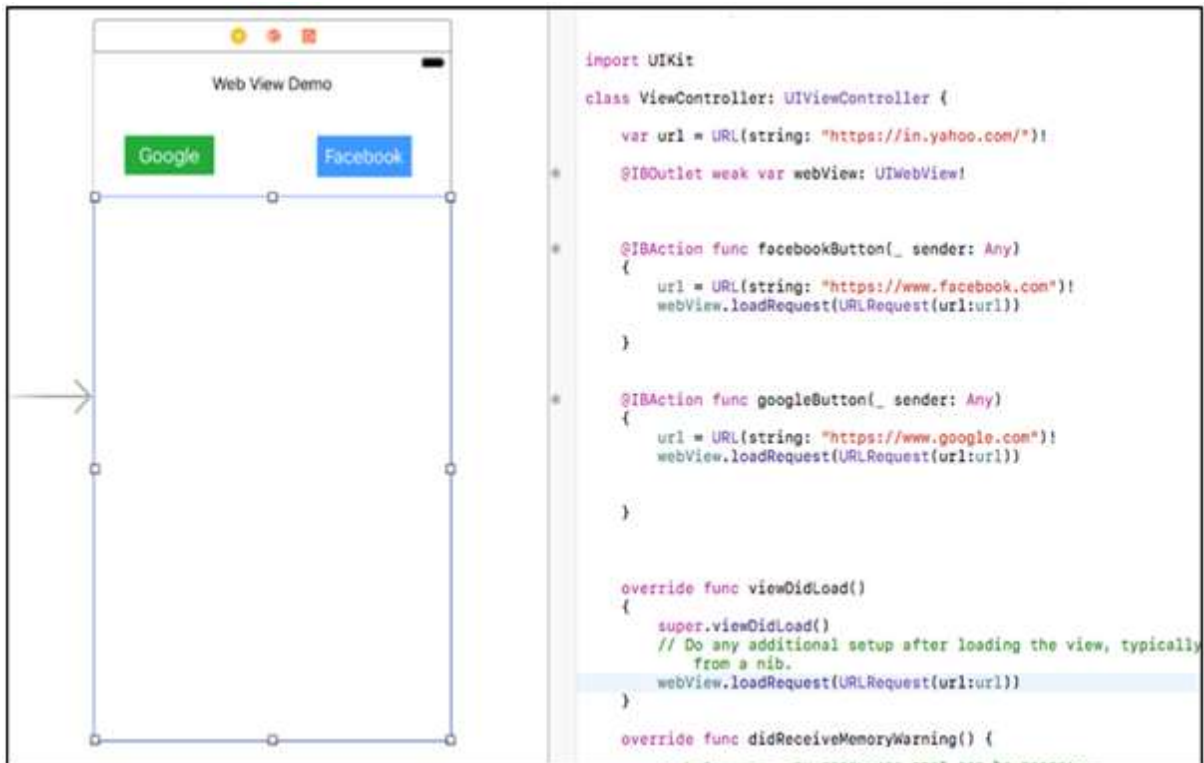 Web View Demo
Google
Facebook
import UIKit
class ViewController: UIViewController {
var url = URL(string: "https://in.yahoo.com/")!
@IBOutlet weak var webView: UIWebView!
@IBAction func facebookButton(_ sender: Any)
{
url = URL(string: "https://www.facebook.com")!
webView.loadRequest(URLRequest(url:url))
}
@IBAction func googleButton(_ sender: Any)
{
url = URL(string: "https://www.google.com")!
webView.loadRequest(URLRequest(url:url))
}
override func viewDidLoad()
{
super.viewDidLoad()
// Do any additional setup after loading the view, typically
from a nib.
webView.loadRequest(URLRequest(url:url))
}
override func didReceiveMemoryWarning() {